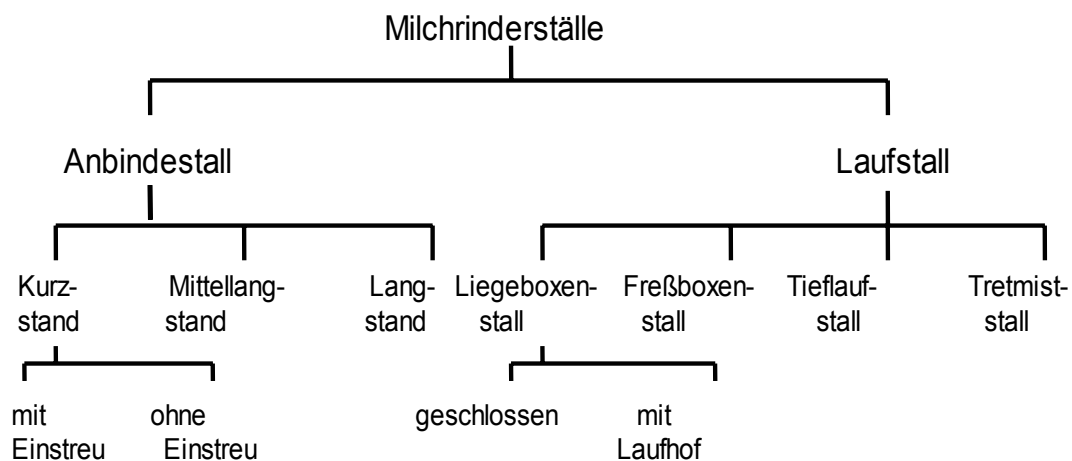 Milchrinderställe
Anbindestall Laufstall
Kurz- Mittellang- Lang- Liegeboxen- Freßboxen- Tieflauf- Tretmist-
stand stand stand stall stall stall stall
mit ohne geschlossen mit
Einstreu Einstreu Laufhof